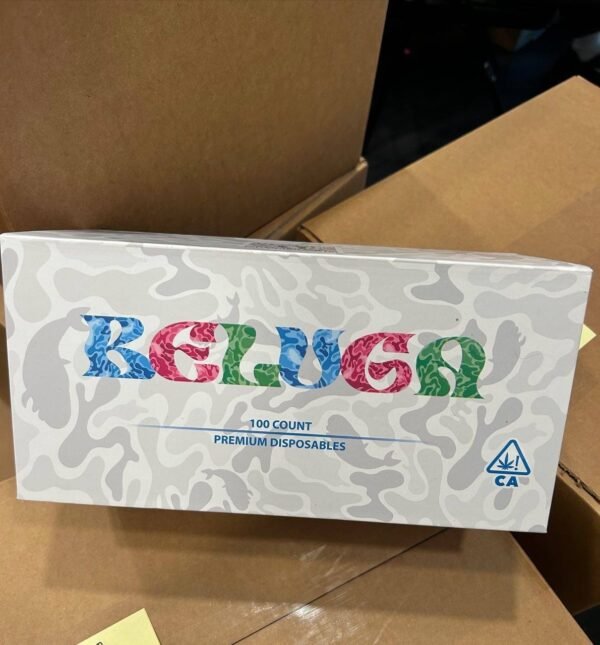 BELUGA
100 COUNT
PREMIUM DISPOSABLES
!
CA